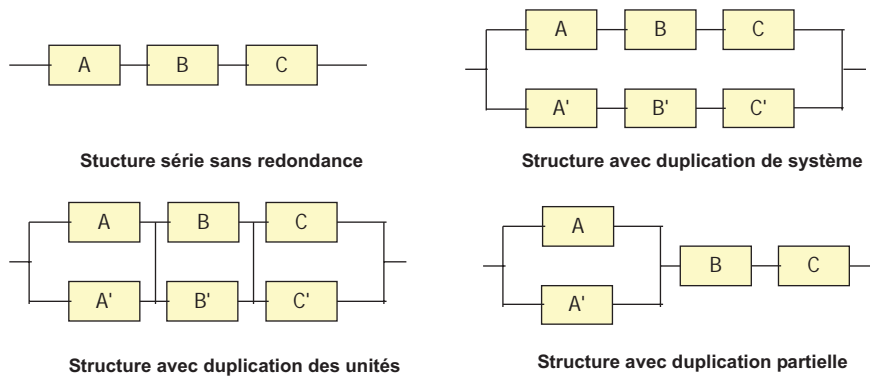 A B C
Stucture série sans redondance
A B C
A' B' C'
Structure avec duplication de système
A B C
A' B' C'
Structure avec duplication des unités
A
B C
A'
Structure avec duplication partielle